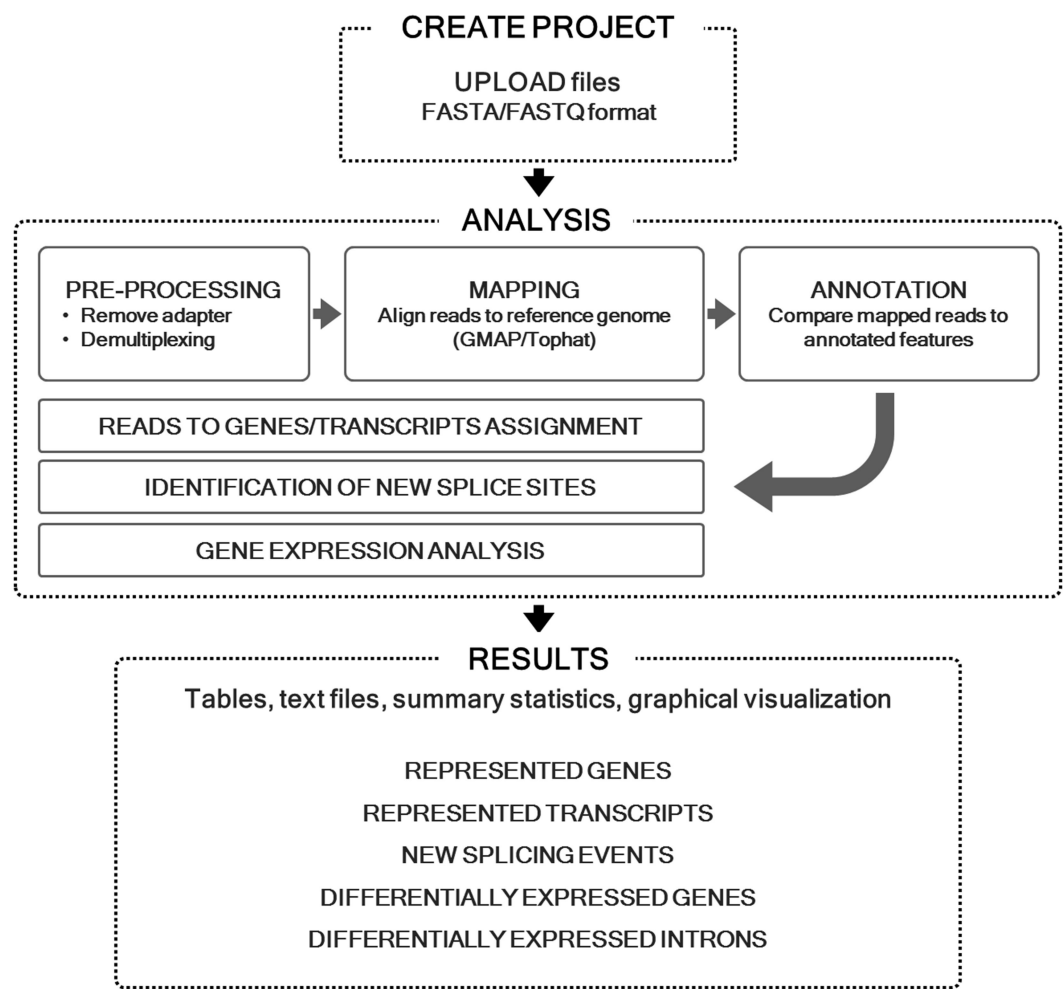 CREATE PROJECT
UPLOAD files
FASTA/FASTQ format
ANALYSIS
PRE-PROCESSING
• Remove adapter
• Demultiplexing
MAPPING
Align reads to reference genome
(GMAP/Tophat)
ANNOTATION
Compare mapped reads to
annotated features
READS TO GENES/TRANSCRIPTS ASSIGNMENT
IDENTIFICATION OF NEW SPLICE SITES
GENE EXPRESSION ANALYSIS
RESULTS
Tables, text files, summary statistics, graphical visualization
REPRESENTED GENES
REPRESENTED TRANSCRIPTS
NEW SPLICING EVENTS
DIFFERENTIALLY EXPRESSED GENES
DIFFERENTIALLY EXPRESSED INTRONS